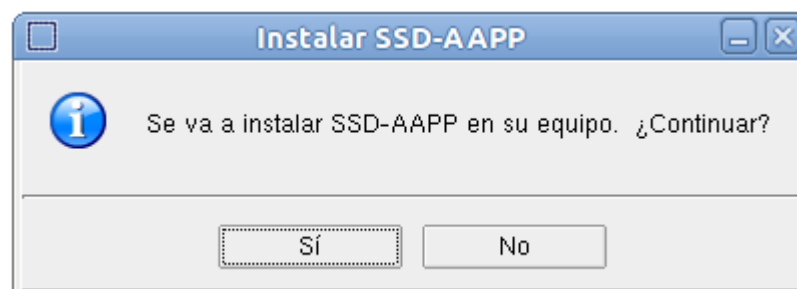 Instalar SSD-AAPP
Se va a instalar SSD-AAPP en su equipo. ¿Continuar?
Sí
No